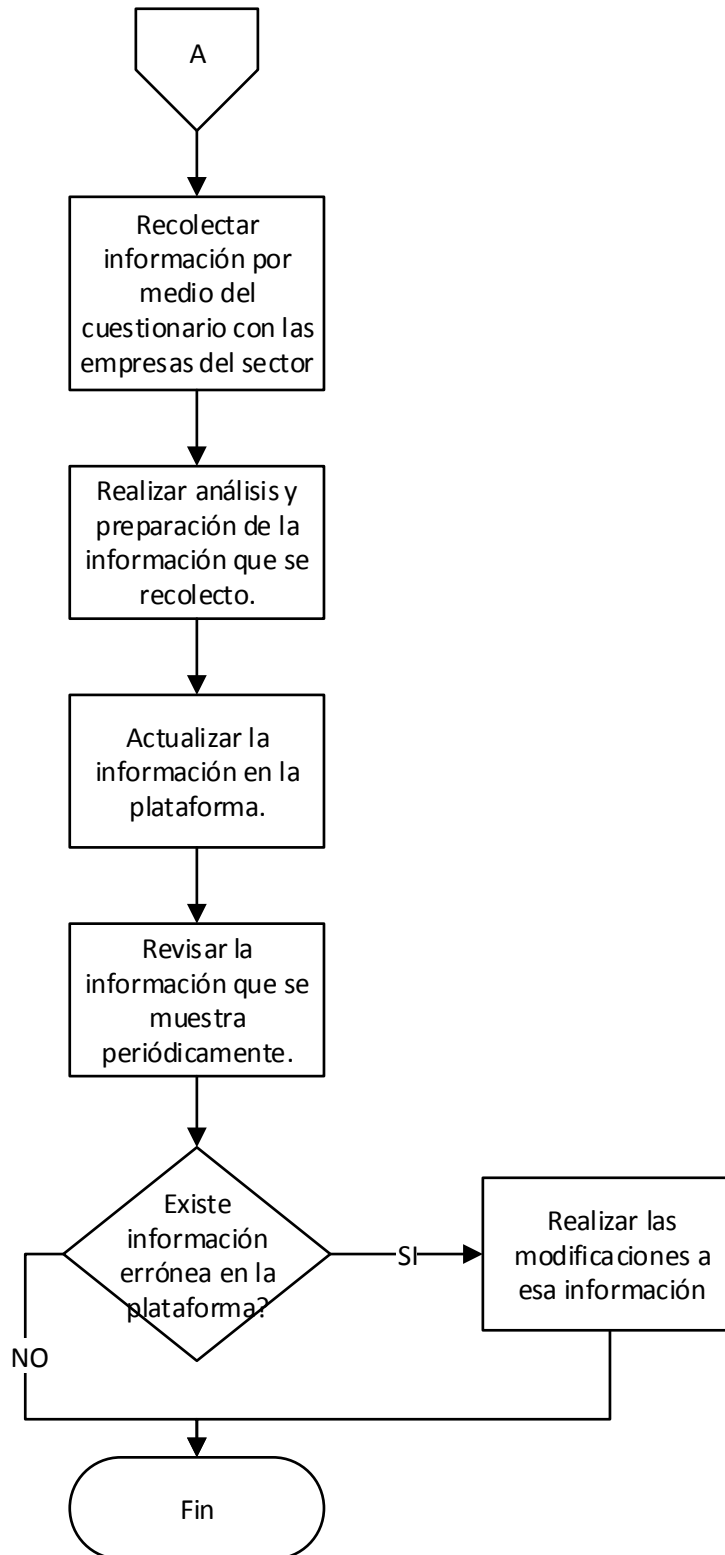 A
Recolectar
información por
medio del
cuestionario con las
empresas del sector
Realizar análisis y
preparación de la
información que se
recolecto.
Actualizar la
información en la
plataforma.
Revisar la
información que se
muestra
periódicamente.
Existe
información
errónea en la
plataforma?
SI
Realizar las
modificaciones a
esa información
NO
Fin